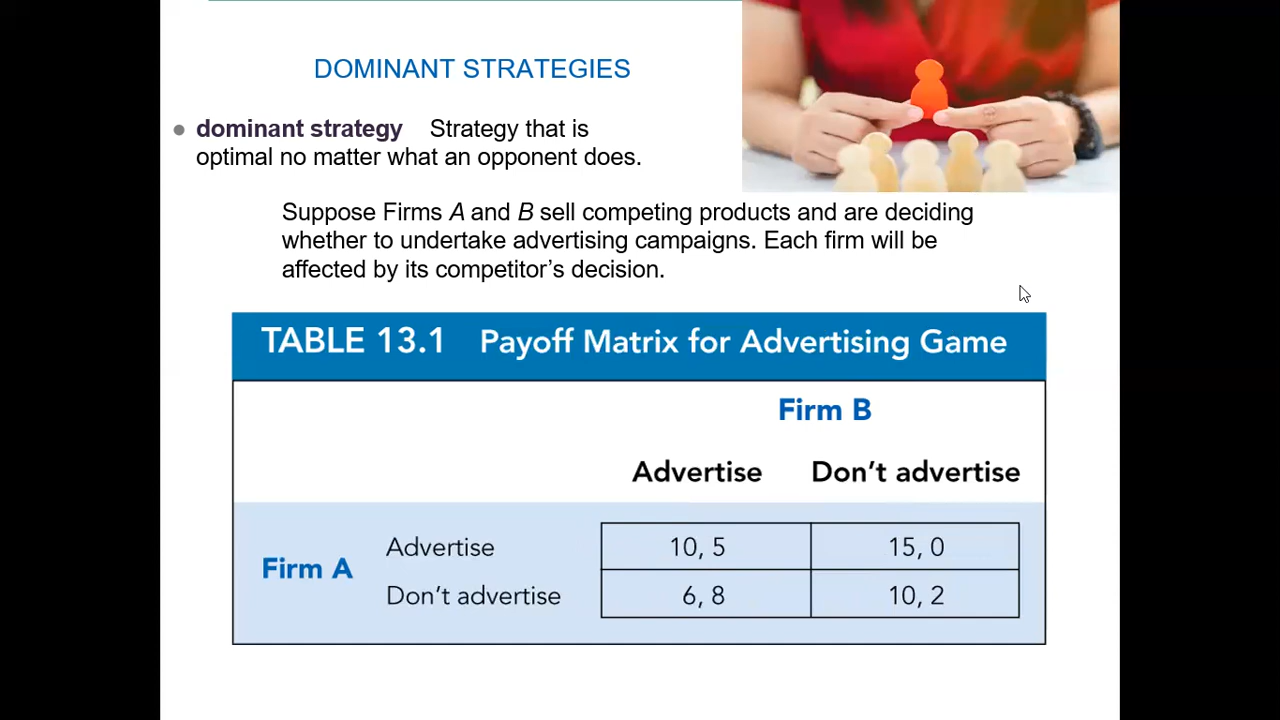 DOMINANT STRATEGIES
● dominant strategy Strategy that is
optimal no matter what an opponent does.
Suppose Firms A and B sell competing products and are deciding
whether to undertake advertising campaigns. Each firm will be
affected by its competitor’s decision.
TABLE 13.1 Payoff Matrix for Advertising Game
Firm B
Advertise Don’t advertise
Firm A
Advertise 10, 5 15, 0
Don’t advertise 6, 8 10, 2